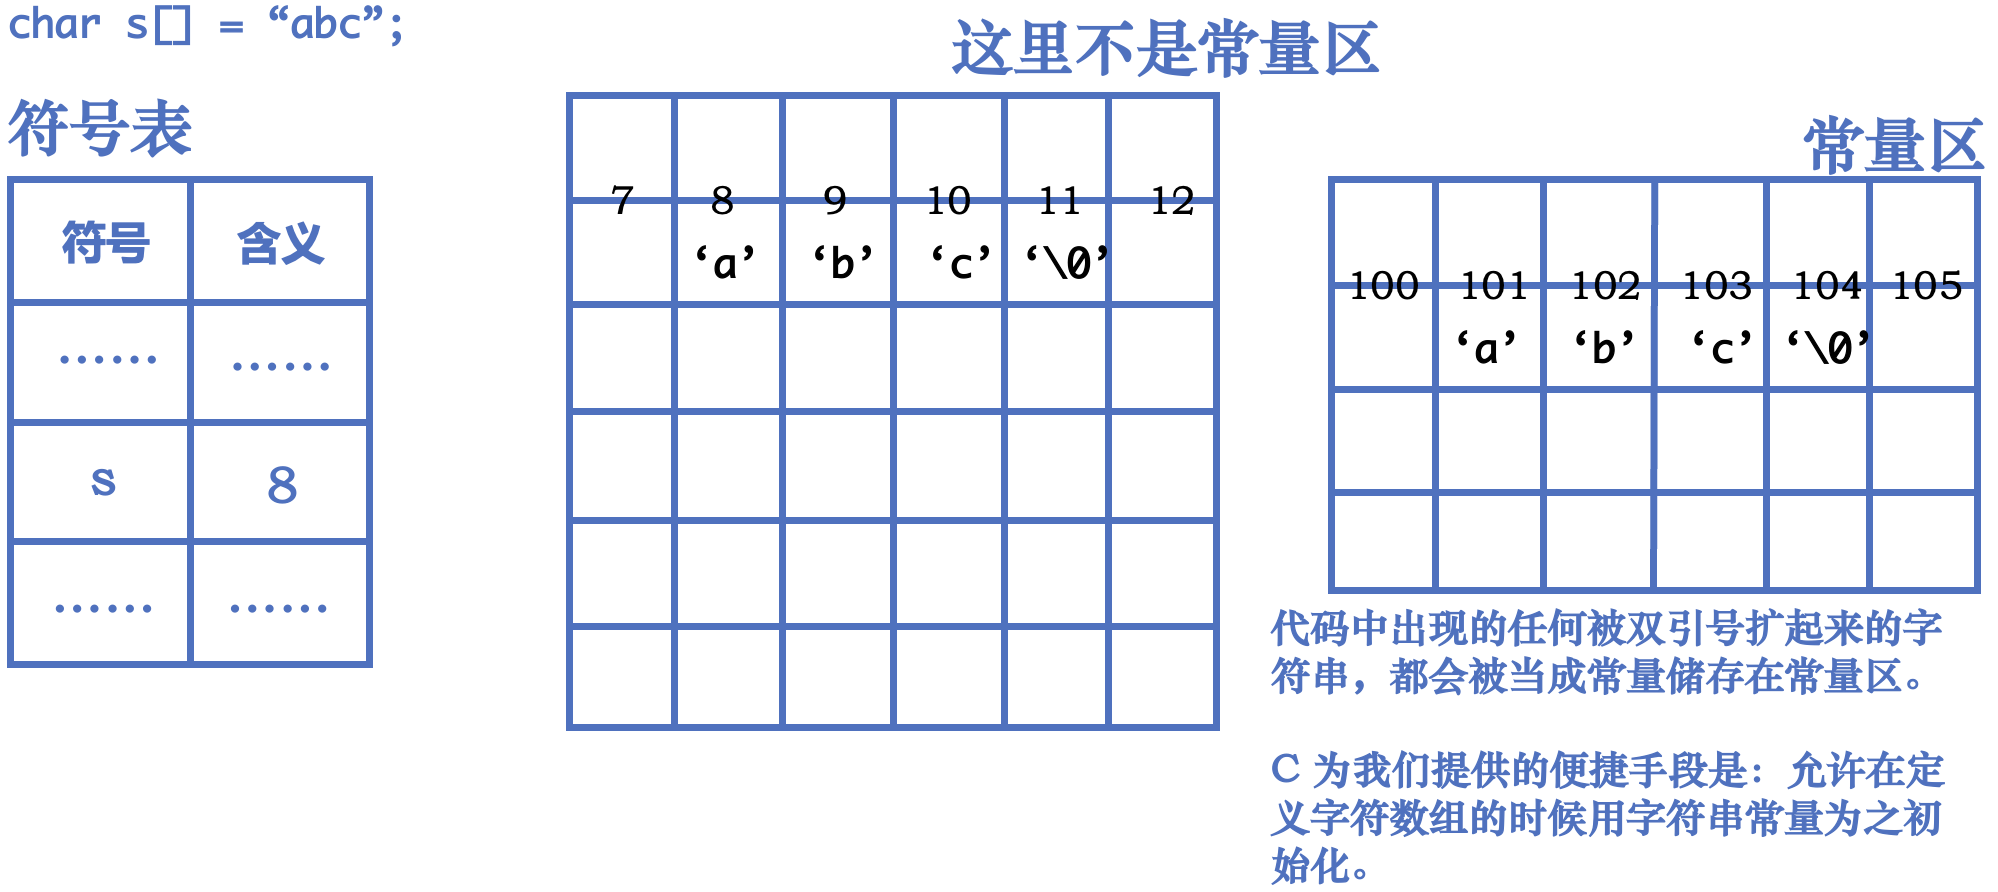 char s[] = “abc”;
符号表
符号 含义
…… ……
s 8
…… ……
这里不是常量区
7 8 9 10 11 12
‘a’ ‘b’ ‘c’ ‘\0’
常量区
100 101 102 103 104 105
‘a’ ‘b’ ‘c’ ‘\0’
代码中出现的任何被双引号扩起来的字
符串，都会被当成常量储存在常量区。
C 为我们提供的便捷手段是：允许在定
义字符数组的时候用字符串常量为之初
始化。